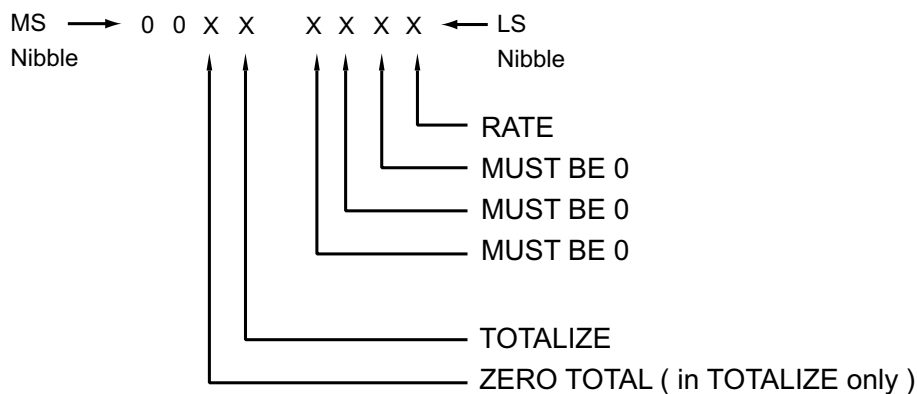 MS 0 0 X X X X X X LS
Nibble Nibble
RATE
MUST BE 0
MUST BE 0
MUST BE 0
TOTALIZE
ZERO TOTAL ( in TOTALIZE only )